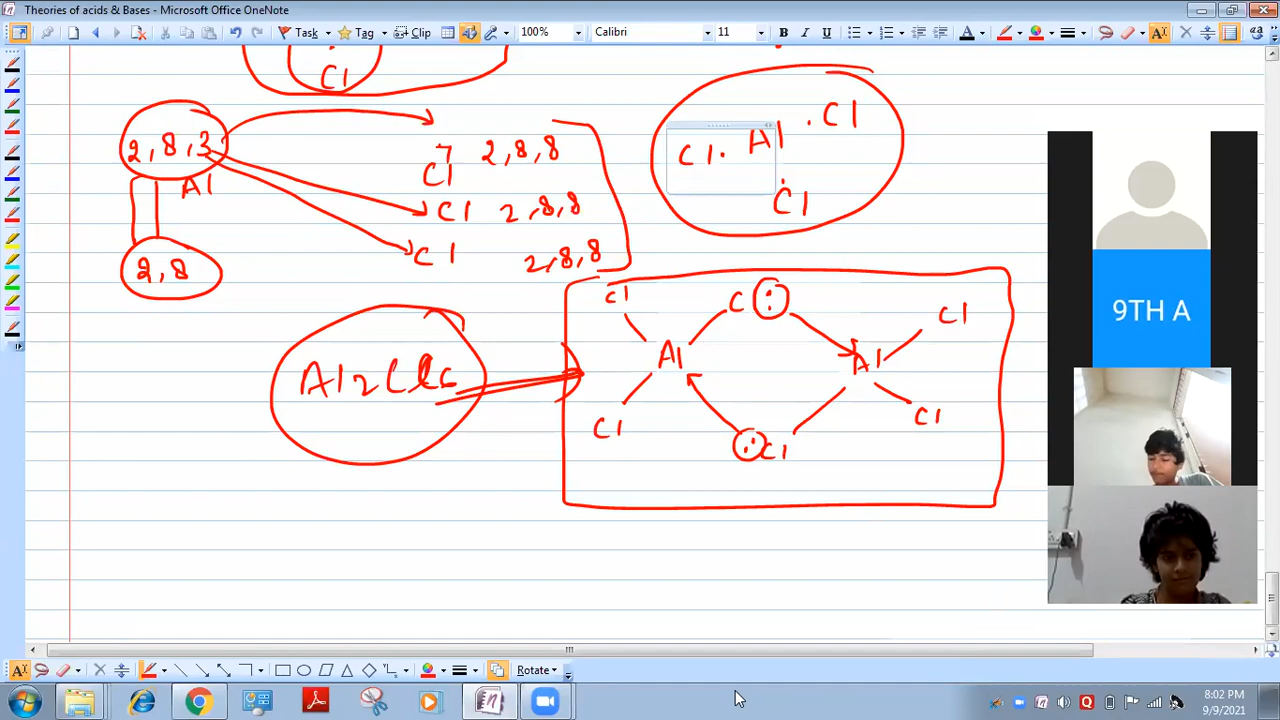 Theories of acids & Bases - Microsoft Office OneNote
Task Tag Clip 100% Calibri 11 B I U
Cl
2,8,3
Al
2,8
7
Cl 2,8,8
Cl 2,8,8
Cl 2,8,8
Cl . Al . Cl
.
Cl
Al2Cl6
Cl C : Cl
Al Al
Cl : Cl Cl
9TH A
Rotate
8:02 PM
9/9/2021